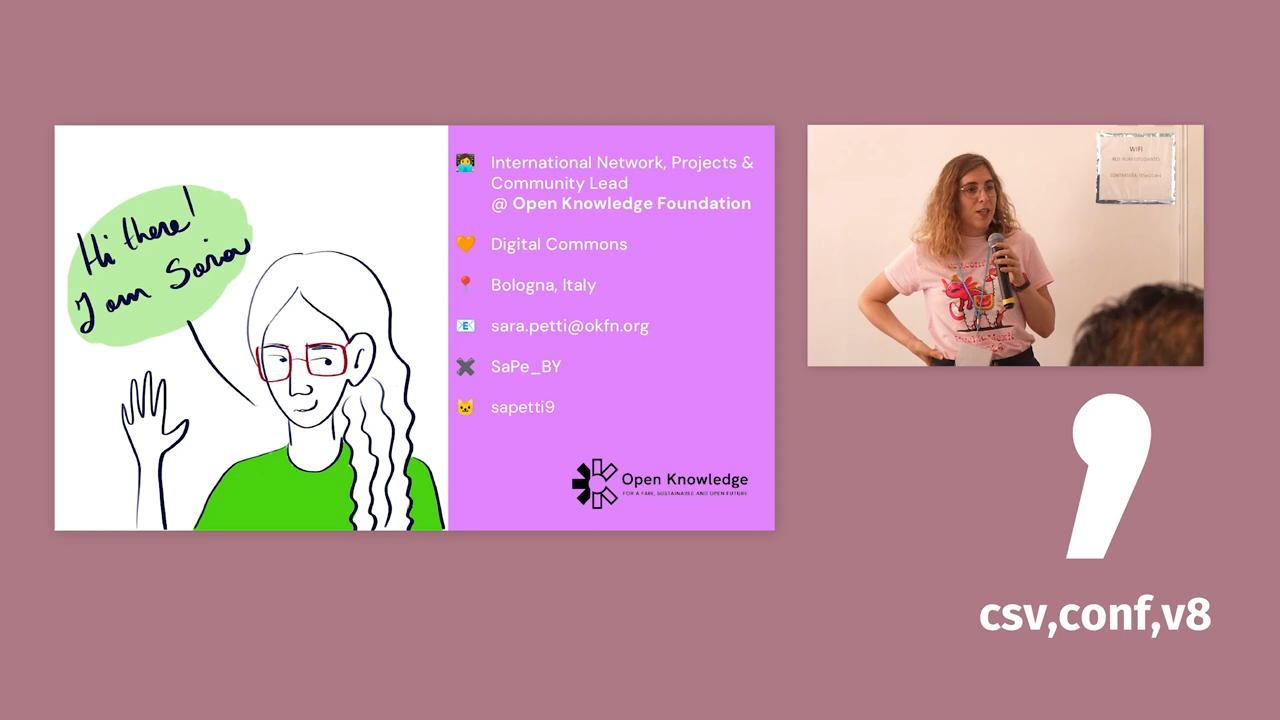 Hi there!
I am Sara
International Network, Projects &
Community Lead
@ Open Knowledge Foundation
Digital Commons
Bologna, Italy
sara.petti@okfn.org
SaPe_BY
sapetti9
Open Knowledge
FOR A FAIR, SUSTAINABLE AND OPEN FUTURE
WIFI
csv,conf,v8